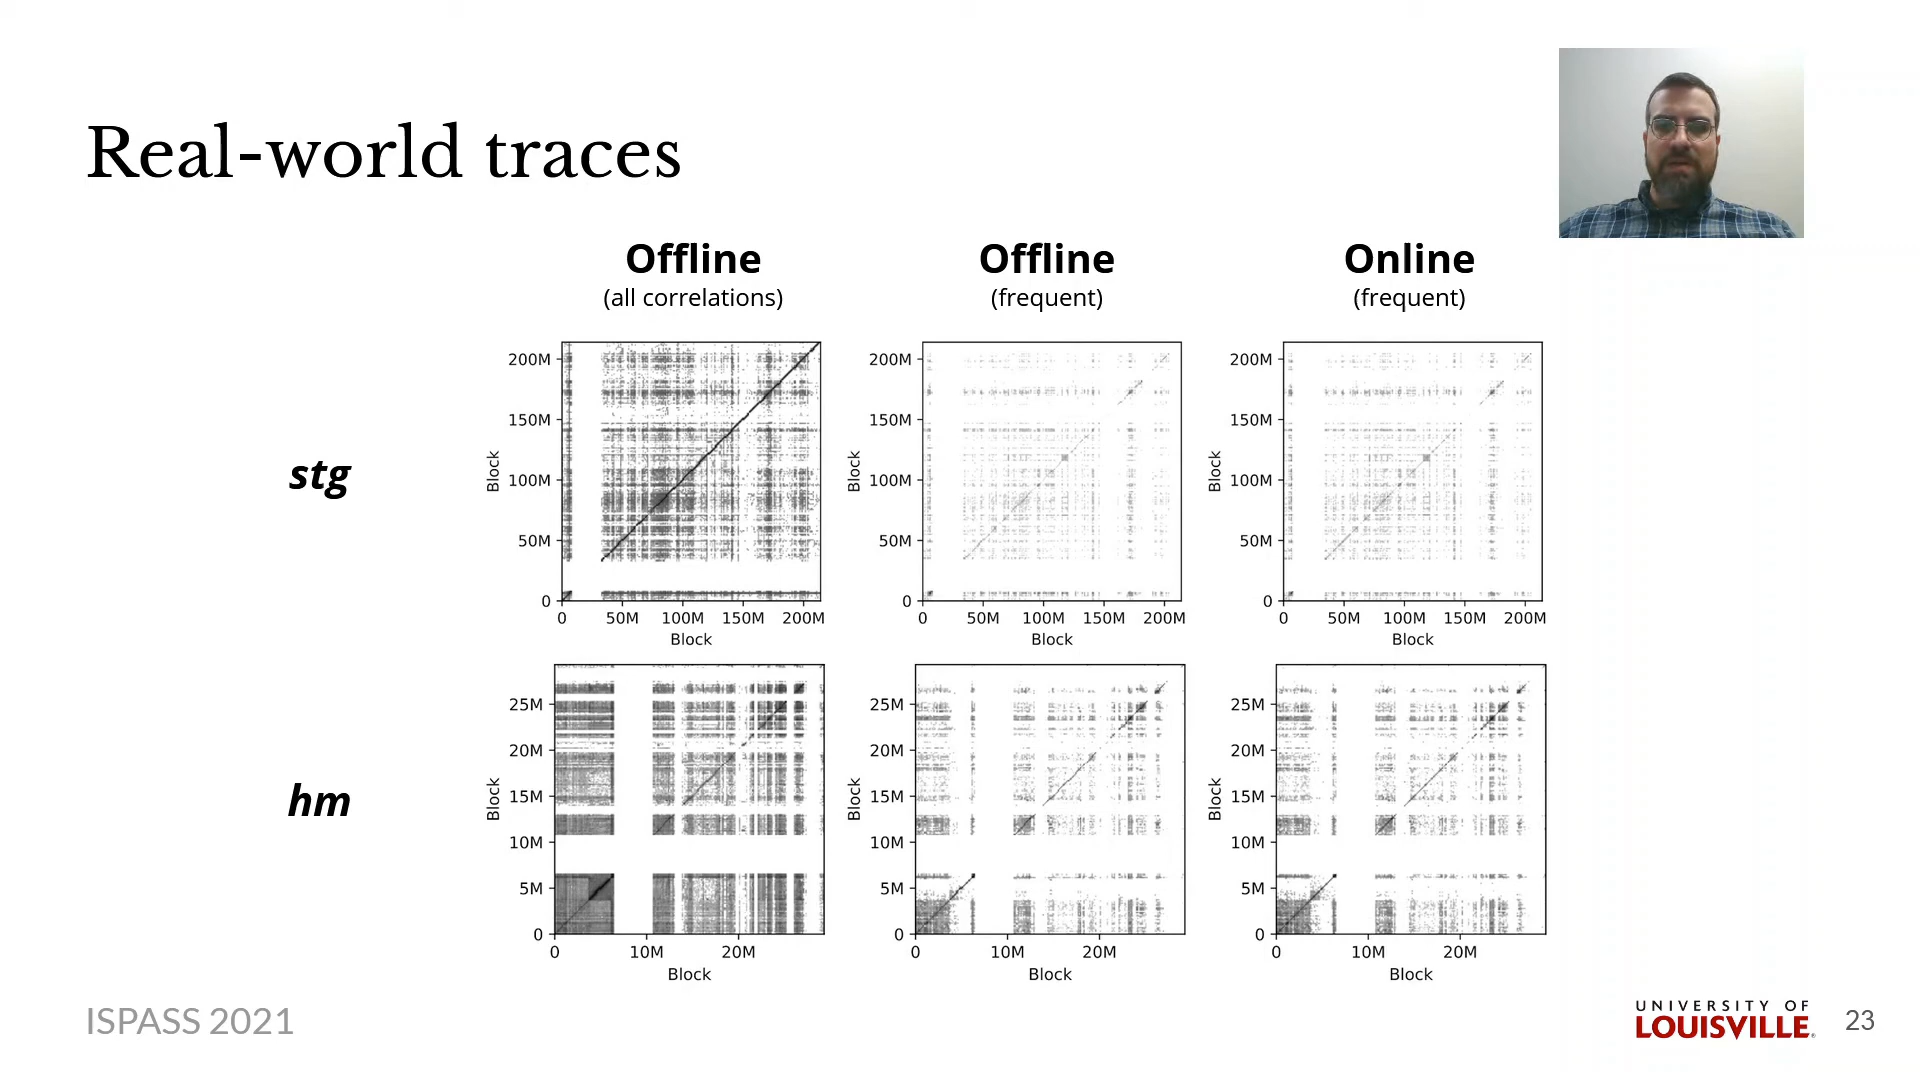 Real-world traces
Offline
(all correlations)
Offline
(frequent)
Online
(frequent)
stg
200M
150M
100M
50M
0
Block
0 50M 100M 150M 200M
Block
200M
150M
100M
50M
0
Block
0 50M 100M 150M 200M
Block
200M
150M
100M
50M
0
Block
0 50M 100M 150M 200M
Block
hm
25M
20M
15M
10M
5M
0
Block
0 10M 20M
Block
25M
20M
15M
10M
5M
0
Block
0 10M 20M
Block
25M
20M
15M
10M
5M
0
Block
0 10M 20M
Block
ISPASS 2021
UNIVERSITY OF
LOUISVILLE
23